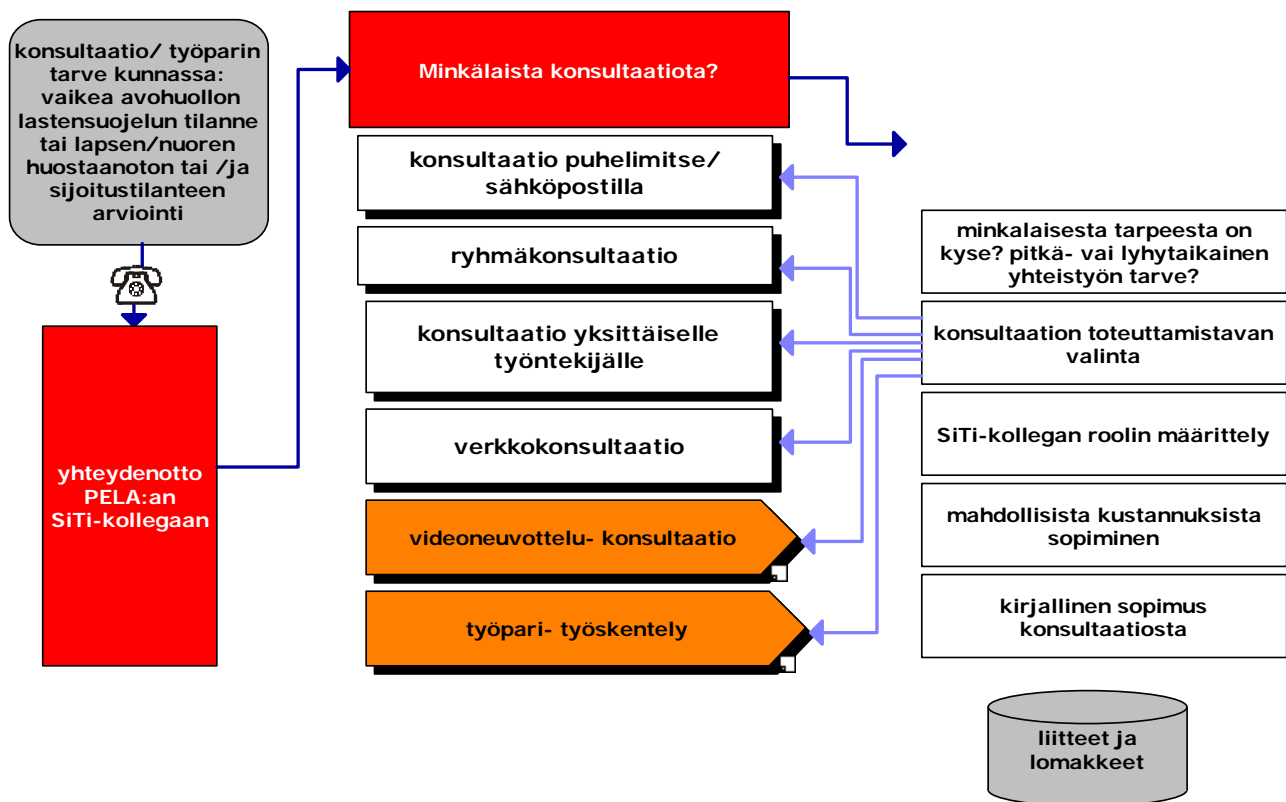 konsultaatio/ työparin
tarve kunnassa:
vaikea avohuollon
lastensuojelun tilanne
tai lapsen/nuoren
huostaanoton tai /ja
sijoitustilanteen
arviointi
yhteydenotto
PELA:an
SiTi-kollegaan
Minkälaista konsultaatiota?
konsultaatio puhelimitse/
sähköpostilla
ryhmäkonsultaatio
konsultaatio yksittäiselle
työntekijälle
verkkokonsultaatio
videoneuvottelu- konsultaatio
työpari- työskentely
minkalaisesta tarpeesta on
kyse? pitkä- vai lyhytaikainen
yhteistyön tarve?
konsultaation toteuttamistavan
valinta
SiTi-kollegan roolin määrittely
mahdollisista kustannuksista
sopiminen
kirjallinen sopimus
konsultaatiosta
liitteet ja
lomakkeet